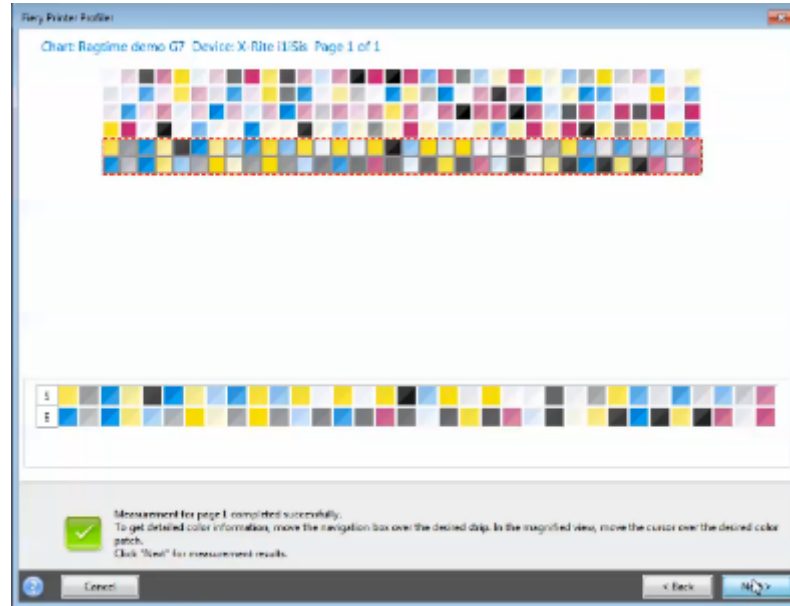 Fiery Printer Profiler
Chart: Ragtime demo G7 Device: X-Rite i1iSis Page 1 of 1
Measurement for page 1 completed successfully.
To get detailed color information, move the navigation box over the desired strip. In the magnified view, move the cursor over the desired color
patch.
Click "Next" for measurement results.
Cancel
< Back
Next >